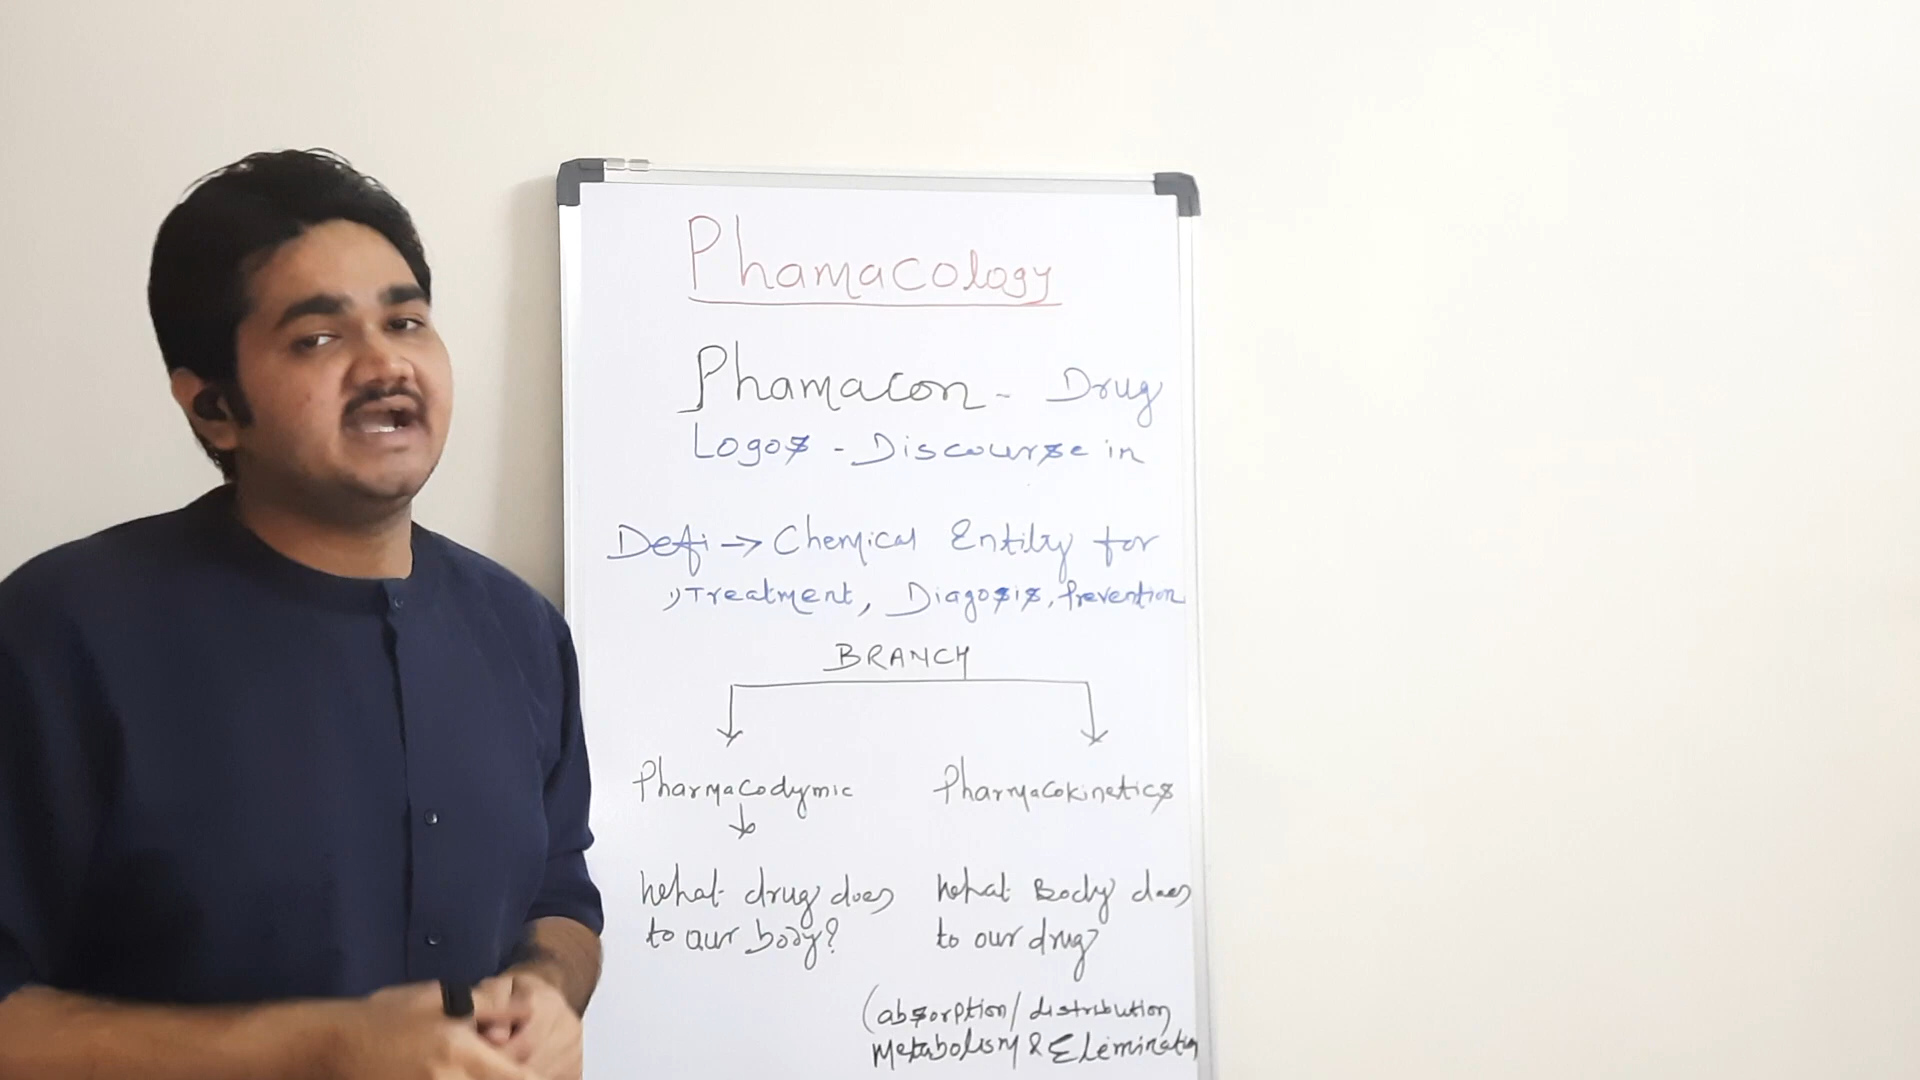 Phamacology
Phamacon - Drug
Logos - Discourse in
Defi → Chemical Entity for
1) Treatment, Diagosis, Prevention
BRANCH
Pharmacodymic Pharmacokinetics
What drug does What Body does
to our body? to our drug?
(absorption/distribution
Metabolism & Elemination